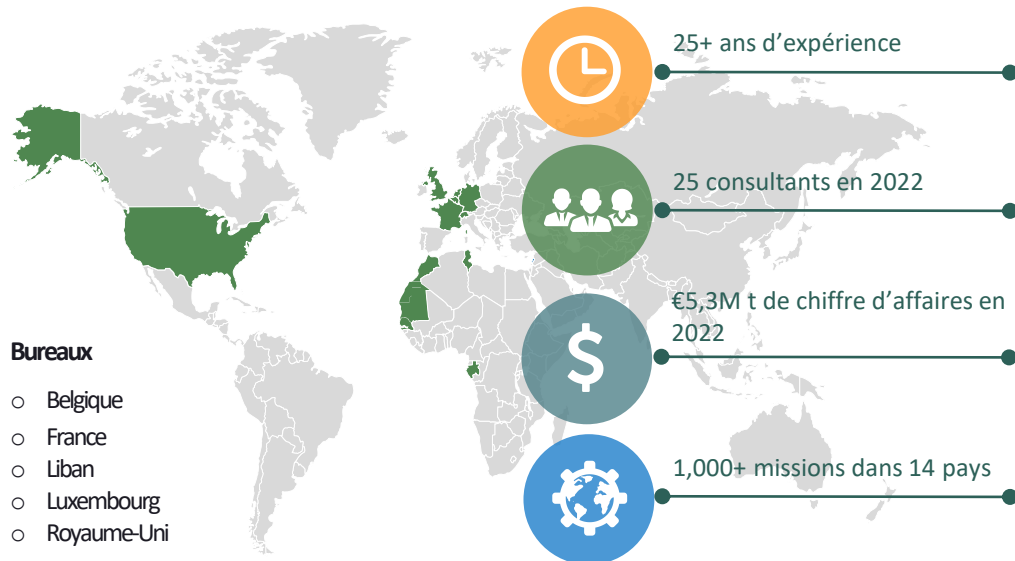 25+ ans d’expérience
25 consultants en 2022
€5,3M t de chiffre d’affaires en
2022
1,000+ missions dans 14 pays
Bureaux
o Belgique
o France
o Liban
o Luxembourg
o Royaume-Uni
$